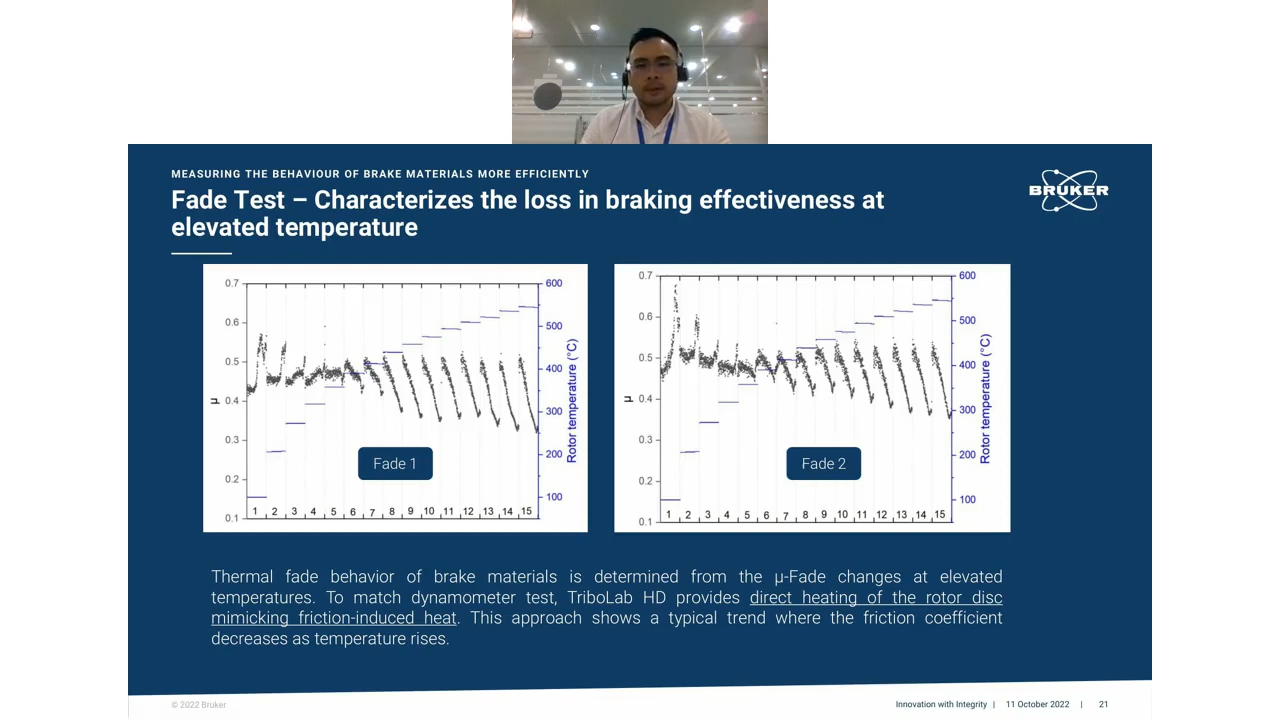 MEASURING THE BEHAVIOUR OF BRAKE MATERIALS MORE EFFICIENTLY
Fade Test – Characterizes the loss in braking effectiveness at
elevated temperature
BRUKER
0.7
0.6
0.5
0.4
0.3
0.2
0.1
μ
600
500
400
300
200
100
Rotor temperature (°C)
Fade 1
1 2 3 4 5 6 7 8 9 10 11 12 13 14 15
0.7
0.6
0.5
0.4
0.3
0.2
0.1
μ
600
500
400
300
200
100
Rotor temperature (°C)
Fade 2
1 2 3 4 5 6 7 8 9 10 11 12 13 14 15
Thermal fade behavior of brake materials is determined from the μ-Fade changes at elevated
temperatures. To match dynamometer test, TriboLab HD provides direct heating of the rotor disc
mimicking friction-induced heat. This approach shows a typical trend where the friction coefficient
decreases as temperature rises.
© 2022 Bruker
Innovation with Integrity | 11 October 2022 | 21